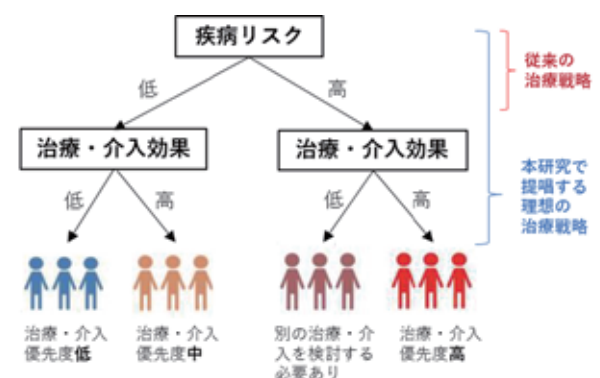 疾病リスク
従来の
治療戦略
低
高
治療・介入効果
治療・介入効果
本研究で
提唱する
理想の
治療戦略
低
高
低
高
治療・介入
優先度低
治療・介入
優先度中
別の治療・介
入を検討する
必要あり
治療・介入
優先度高